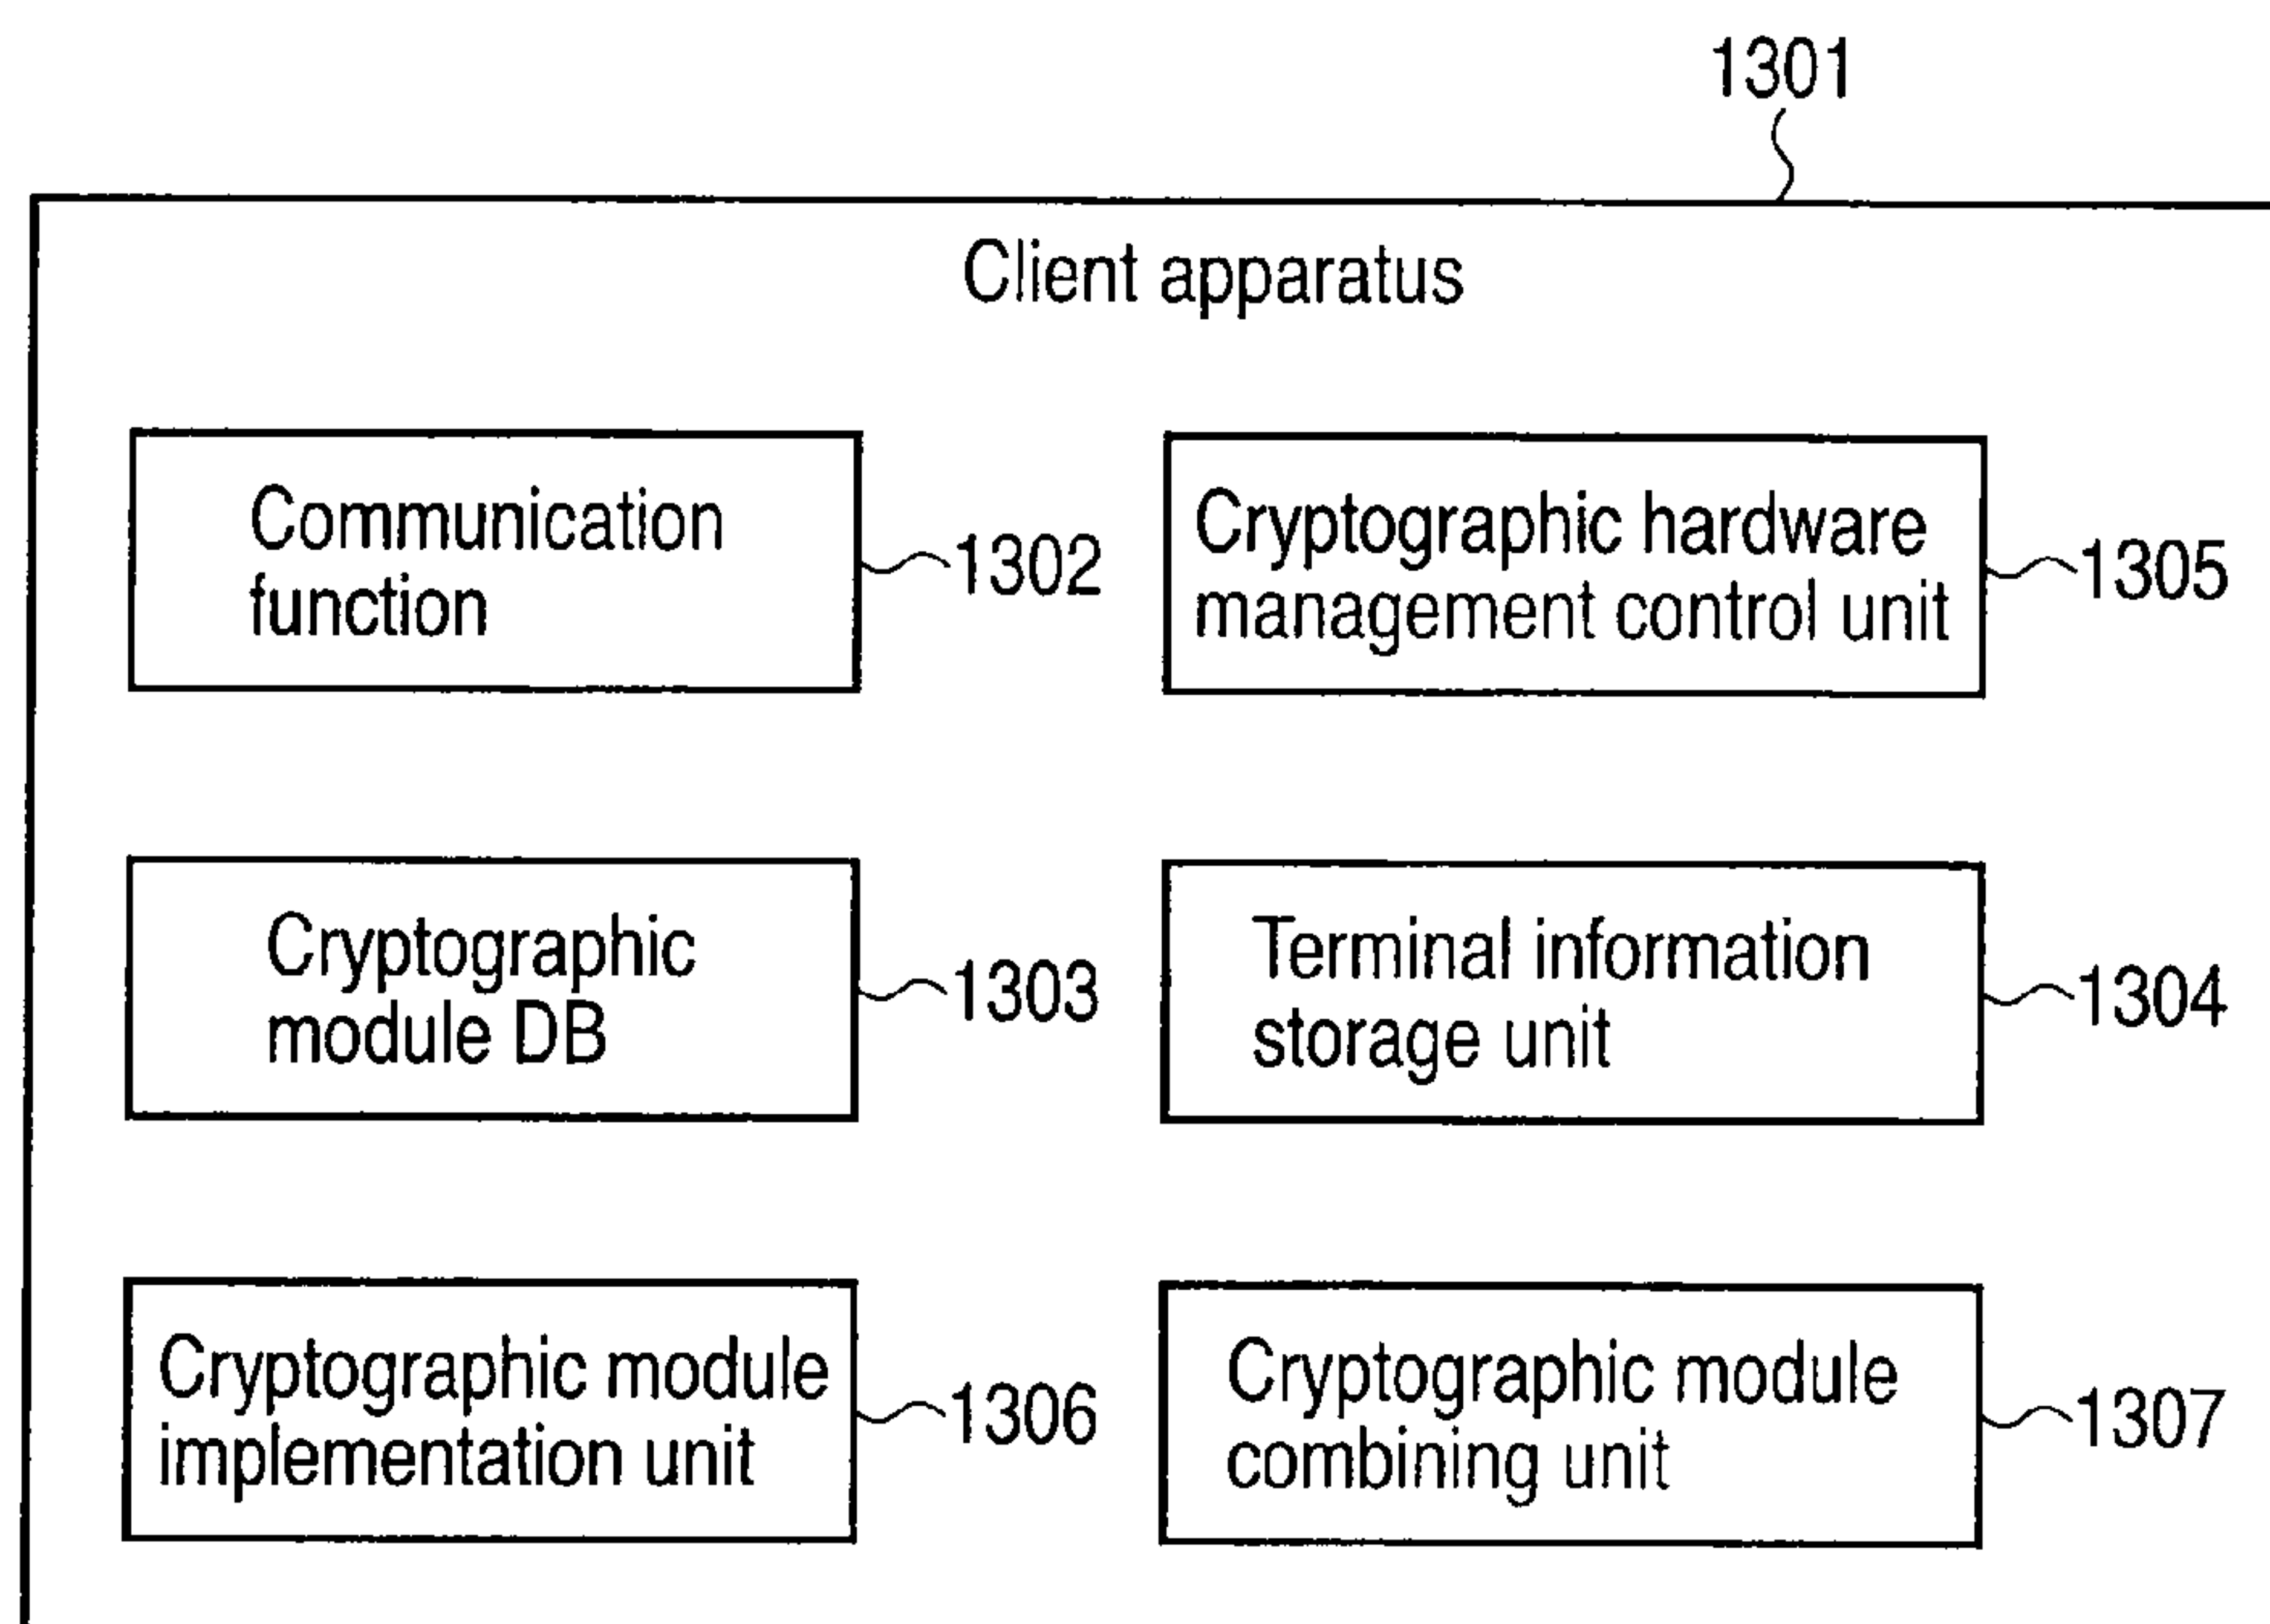 1301
Client apparatus
Communication
function
1302
Cryptographic hardware
management control unit
1305
Cryptographic
module DB
1303
Terminal information
storage unit
1304
Cryptographic module
implementation unit
1306
Cryptographic module
combining unit
1307